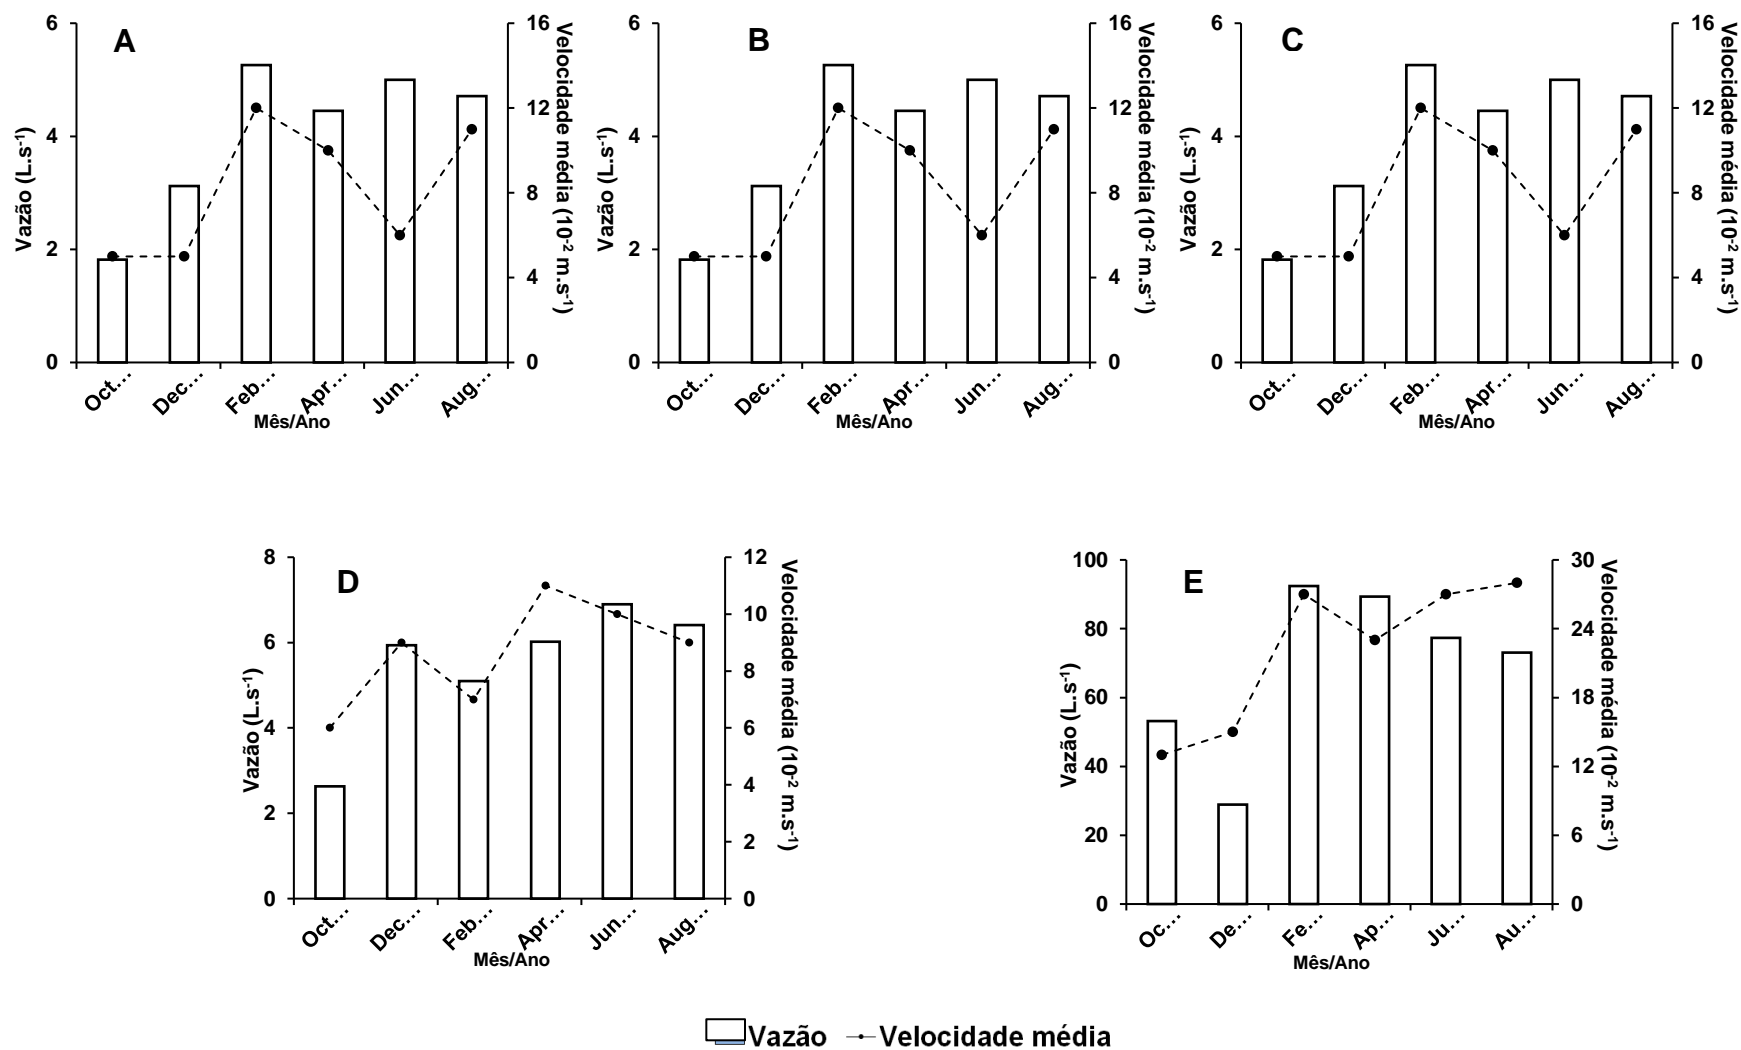 A
Vazão (L.s-1)
6
4
2
0
16
12
8
4
0
Velocidade média (10-2 m.s-1)
Oct…
Dec…
Feb…
Apr…
Jun…
Aug…
Mês/Ano
B
Vazão (L.s-1)
6
4
2
0
16
12
8
4
0
Velocidade média (10-2 m.s-1)
Oct…
Dec…
Feb…
Apr…
Jun…
Aug…
Mês/Ano
C
Vazão (L.s-1)
6
4
2
0
16
12
8
4
0
Velocidade média (10-2 m.s-1)
Oct…
Dec…
Feb…
Apr…
Jun…
Aug…
Mês/Ano
D
Vazão (L.s-1)
8
6
4
2
0
12
10
8
6
4
2
0
Velocidade média (10-2 m.s-1)
Oct…
Dec…
Feb…
Apr…
Jun…
Aug…
Mês/Ano
E
Vazão (L.s-1)
100
80
60
40
20
0
30
24
18
12
6
0
Velocidade média (10-2 m.s-1)
Oc…
De…
Fe…
Ap…
Ju…
Au…
Mês/Ano
Vazão
Velocidade média